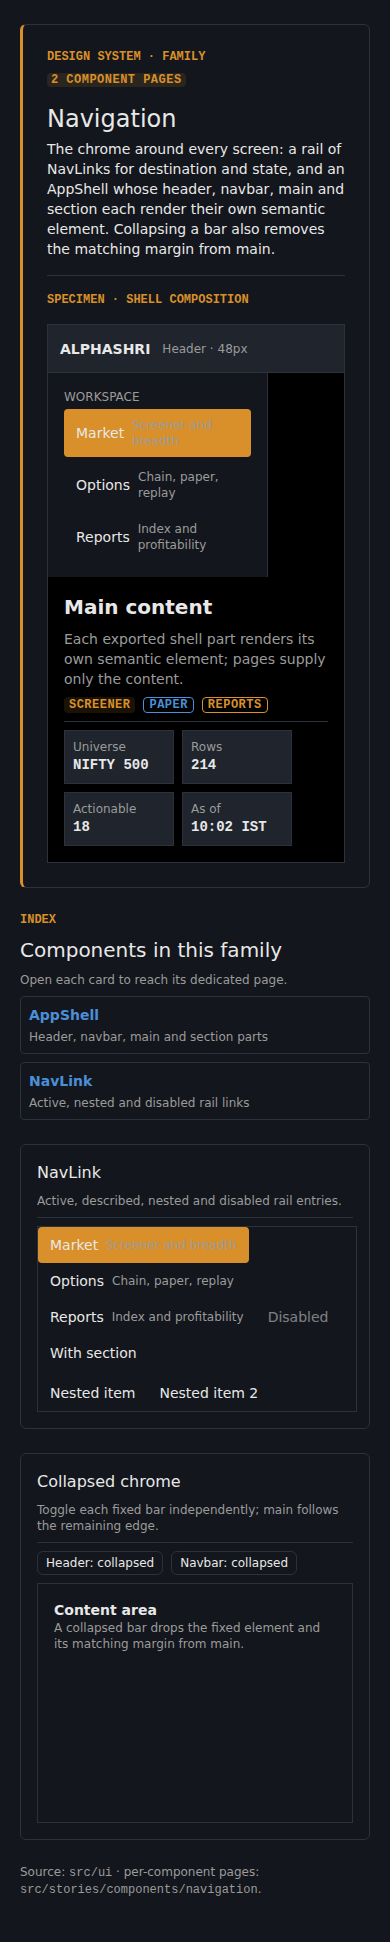 DESIGN SYSTEM · FAMILY
2 COMPONENT PAGES
Navigation
The chrome around every screen: a rail of
NavLinks for destination and state, and an
AppShell whose header, navbar, main and
section each render their own semantic
element. Collapsing a bar also removes
the matching margin from main.
SPECIMEN · SHELL COMPOSITION
ALPHASHRI Header · 48px
WORKSPACE
Market Screener and
breadth
Options Chain, paper,
replay
Reports Index and
profitability
Main content
Each exported shell part renders its
own semantic element; pages supply
only the content.
SCREENER PAPER REPORTS
Universe Rows
NIFTY 500 214
Actionable As of
18 10:02 IST
INDEX
Components in this family
Open each card to reach its dedicated page.
AppShell
Header, navbar, main and section parts
NavLink
Active, nested and disabled rail links
NavLink
Active, described, nested and disabled rail entries.
Market Screener and breadth
Options Chain, paper, replay
Reports Index and profitability Disabled
With section
Nested item Nested item 2
Collapsed chrome
Toggle each fixed bar independently; main follows
the remaining edge.
Header: collapsed Navbar: collapsed
Content area
A collapsed bar drops the fixed element and
its matching margin from main.
Source: src/ui · per-component pages:
src/stories/components/navigation.